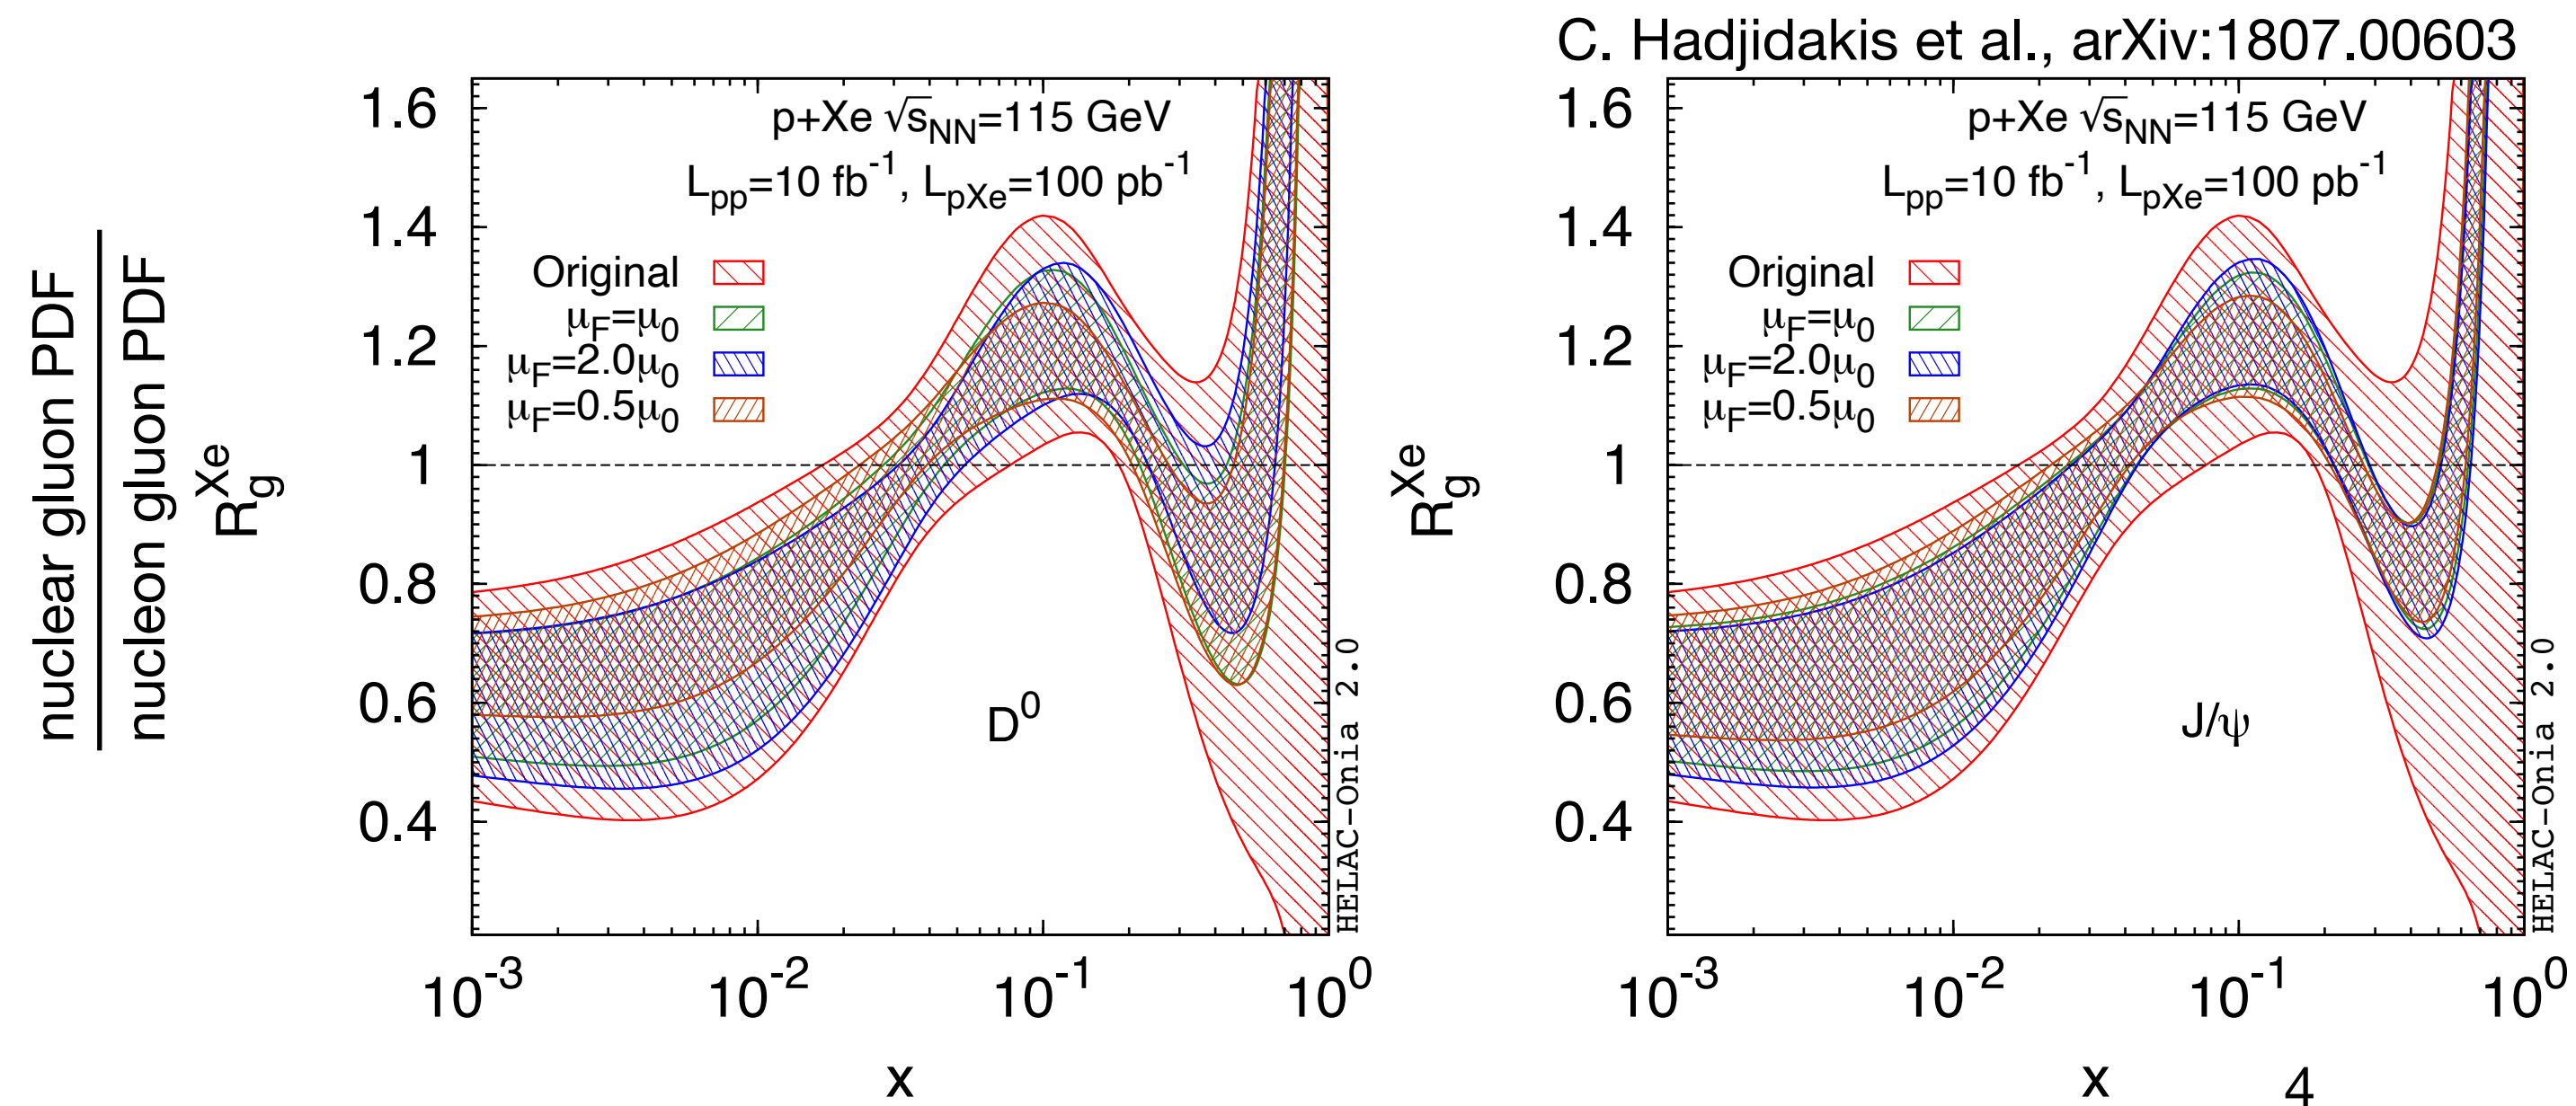 C. Hadjidakis et al., arXiv:1807.00603
nuclear gluon PDF
nucleon gluon PDF
R_g^Xe
1.6
1.4
1.2
1
0.8
0.6
0.4
p+Xe √s_NN=115 GeV
L_pp=10 fb^-1, L_pXe=100 pb^-1
Original
μ_F=μ_0
μ_F=2.0μ_0
μ_F=0.5μ_0
D^0
HELAC-Onia 2.0
10^-3 10^-2 10^-1 10^0
x
R_g^Xe
1.6
1.4
1.2
1
0.8
0.6
0.4
p+Xe √s_NN=115 GeV
L_pp=10 fb^-1, L_pXe=100 pb^-1
Original
μ_F=μ_0
μ_F=2.0μ_0
μ_F=0.5μ_0
J/ψ
HELAC-Onia 2.0
10^-3 10^-2 10^-1 10^0
x
4